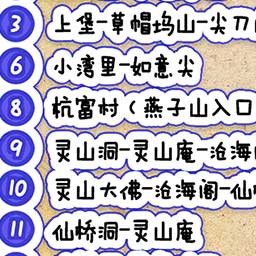 3 上堡-草帽坞山-尖刀
6 小湾里-如意尖
8 杭富村（燕子山入口
9 灵山洞-灵山庵-沧海
10 灵山大佛-沧海阁-仙
11 仙桥洞-灵山庵